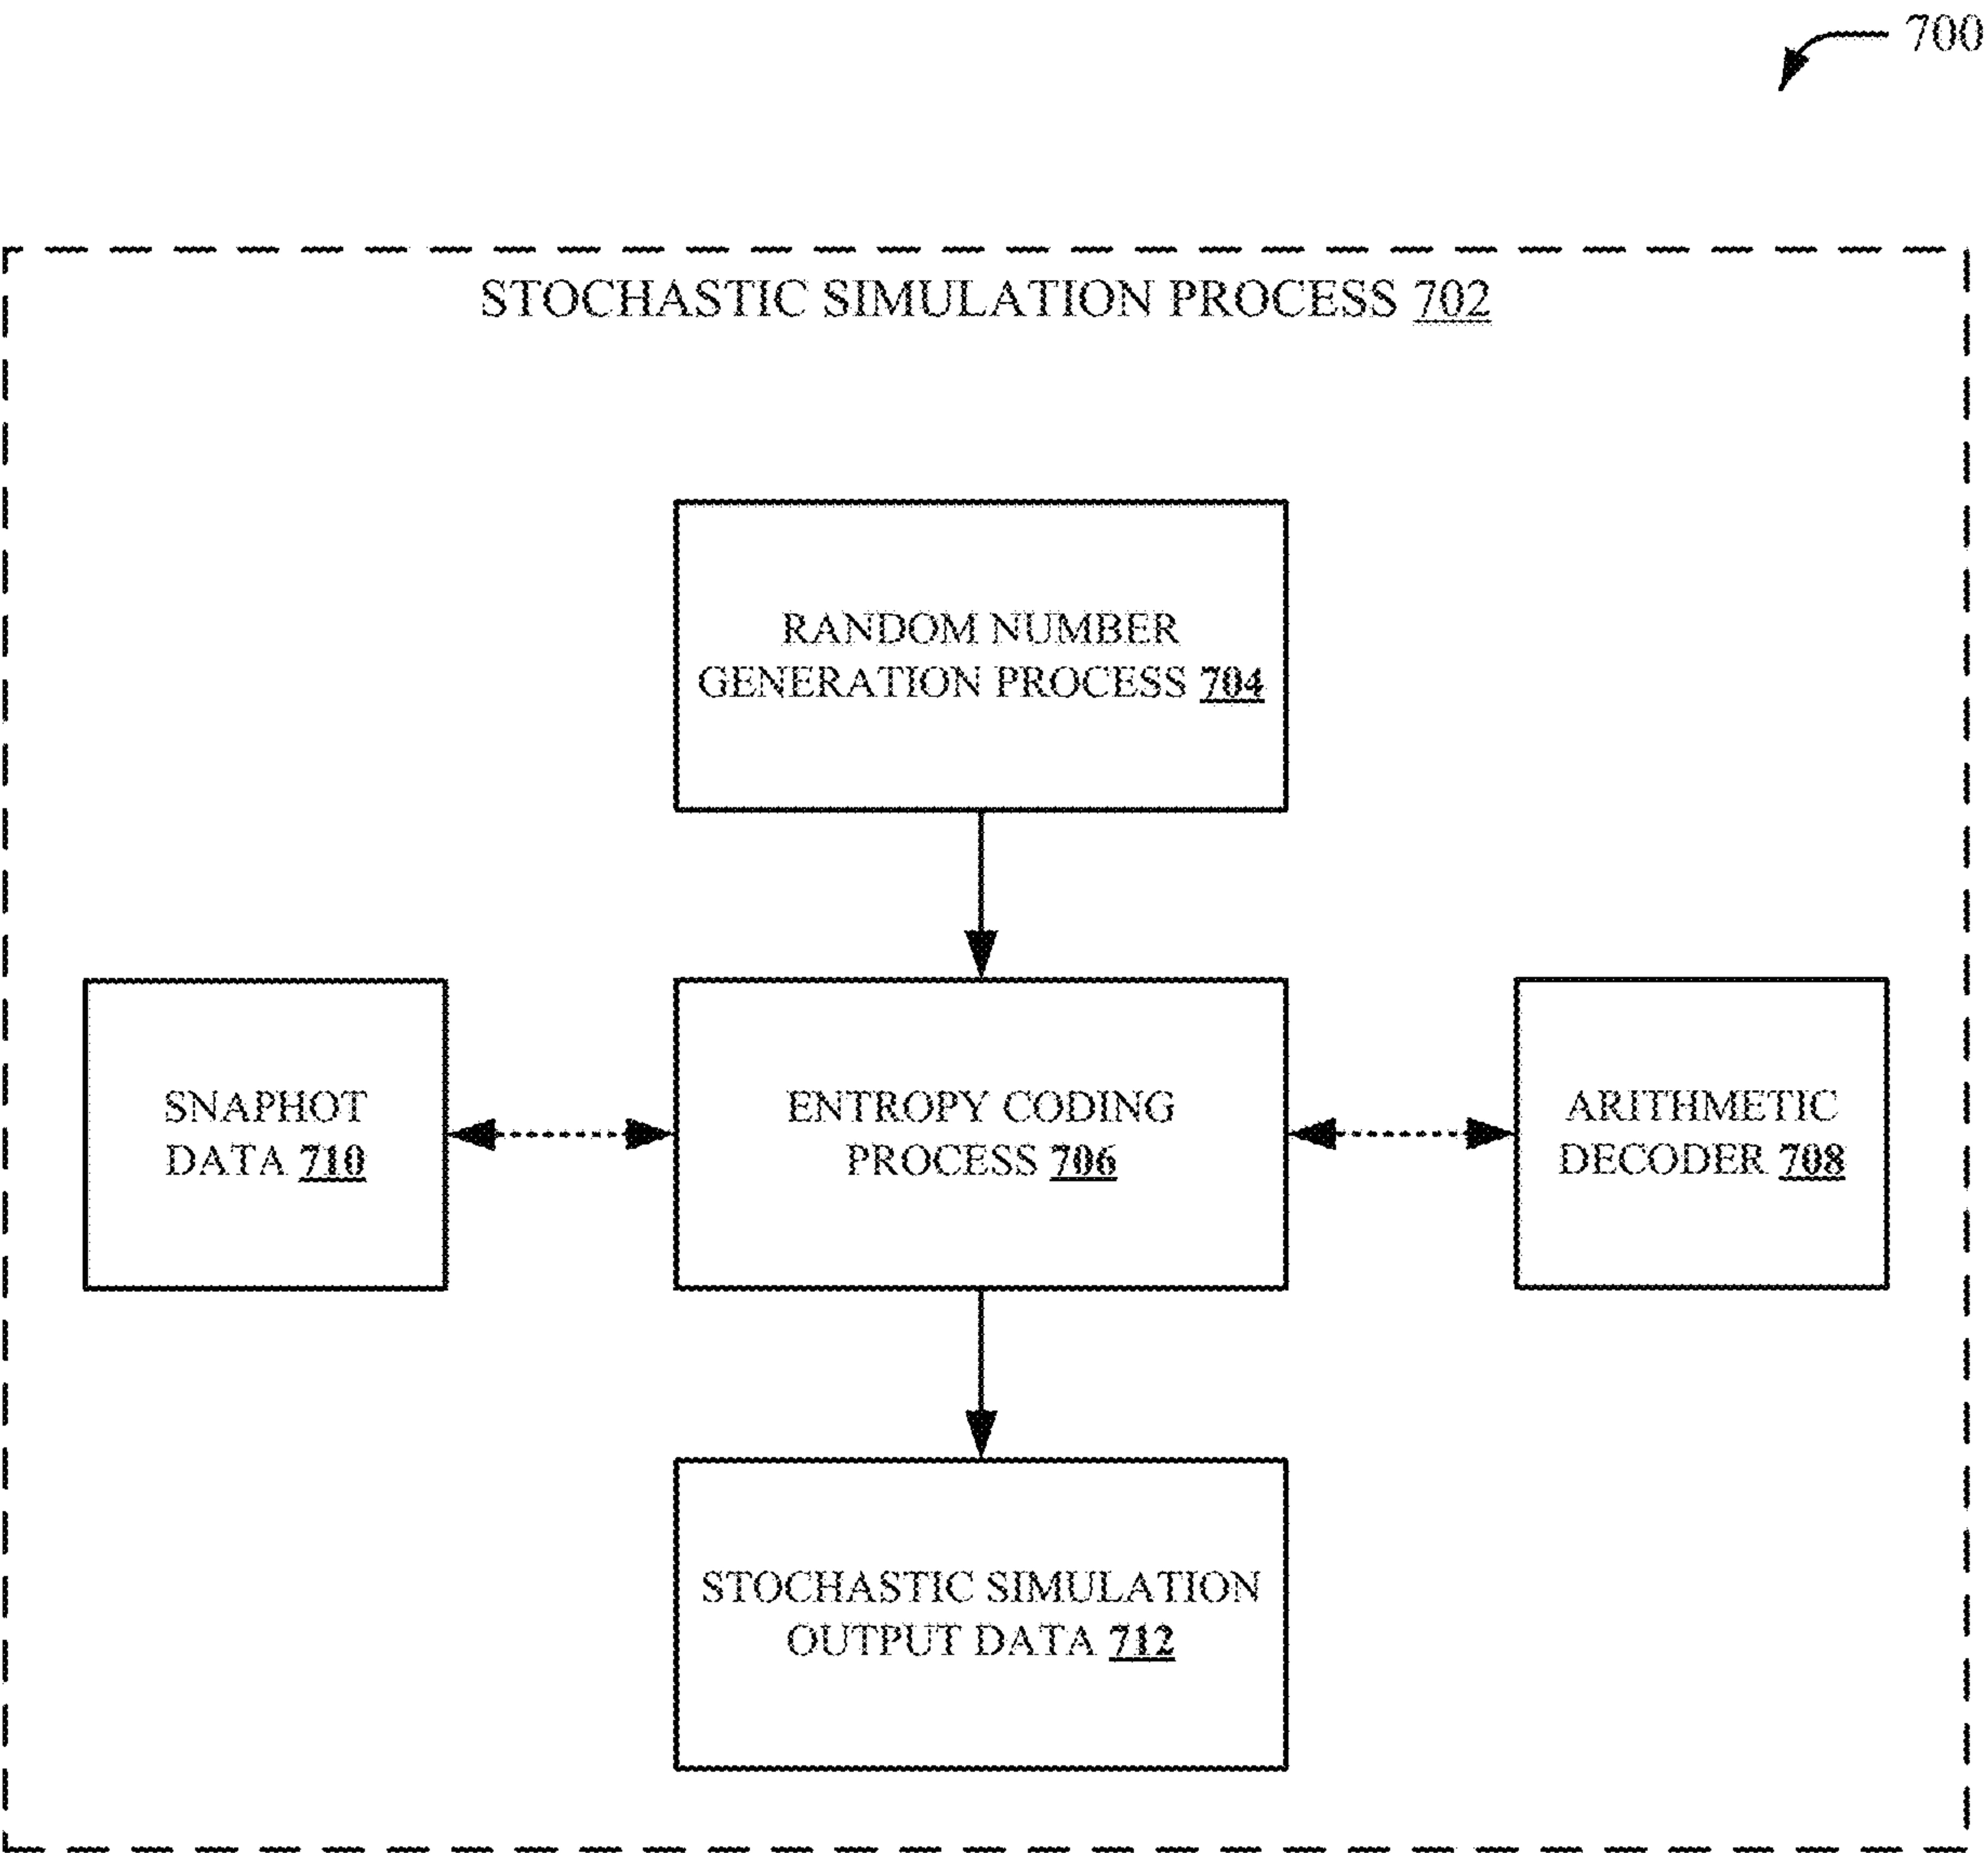 700
STOCHASTIC SIMULATION PROCESS 702
RANDOM NUMBER
GENERATION PROCESS 704
SNAPHOT
DATA 710
ENTROPY CODING
PROCESS 706
ARITHMETIC
DECODER 708
STOCHASTIC SIMULATION
OUTPUT DATA 712